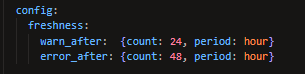 config:
freshness:
warn_after: {count: 24, period: hour}
error_after: {count: 48, period: hour}